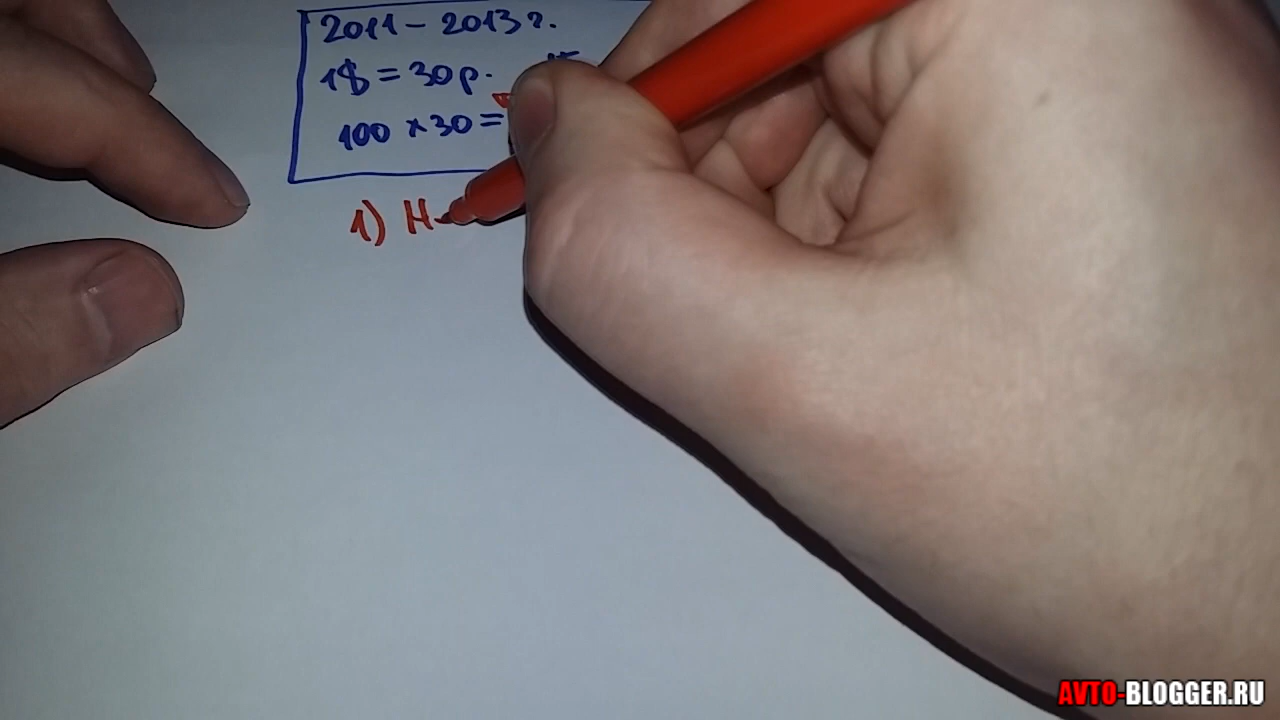 2011 - 2013 г.
1$ = 30 р.
100 × 30 =
1) Н
AVTO-BLOGGER.RU